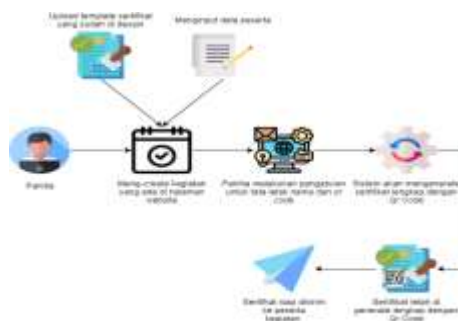 Upload template sertifikat
yang sudah di desain
Menginput data peserta
Panitia
Meng-create kegiatan
yang ada di halaman
website
Panitia melakukan pengaturan
untuk tata letak nama dan qr
code
Sistem akan mengenerate
sertifikat lengkap dengan
Qr Code
Sertifikat siap dikirim
ke peserta
kegiatan
Sertifikat telah di
generate lengkap dengan
Qr Code